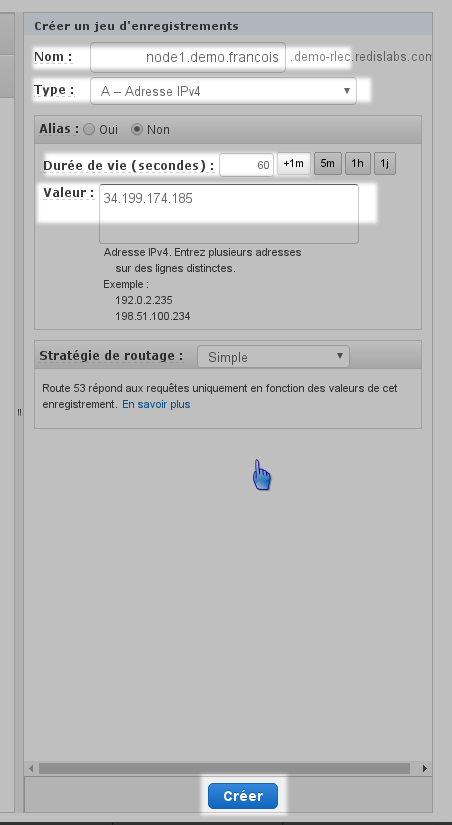 Créer un jeu d'enregistrements
Nom : node1.demo.francois .demo-rlec.redislabs.com
Type : A – Adresse IPv4
Alias : Oui Non
Durée de vie (secondes) : 60 +1m 5m 1h 1j
Valeur : 34.199.174.185
Adresse IPv4. Entrez plusieurs adresses
sur des lignes distinctes.
Exemple :
192.0.2.235
198.51.100.234
Stratégie de routage : Simple
Route 53 répond aux requêtes uniquement en fonction des valeurs de cet
enregistrement. En savoir plus
Créer